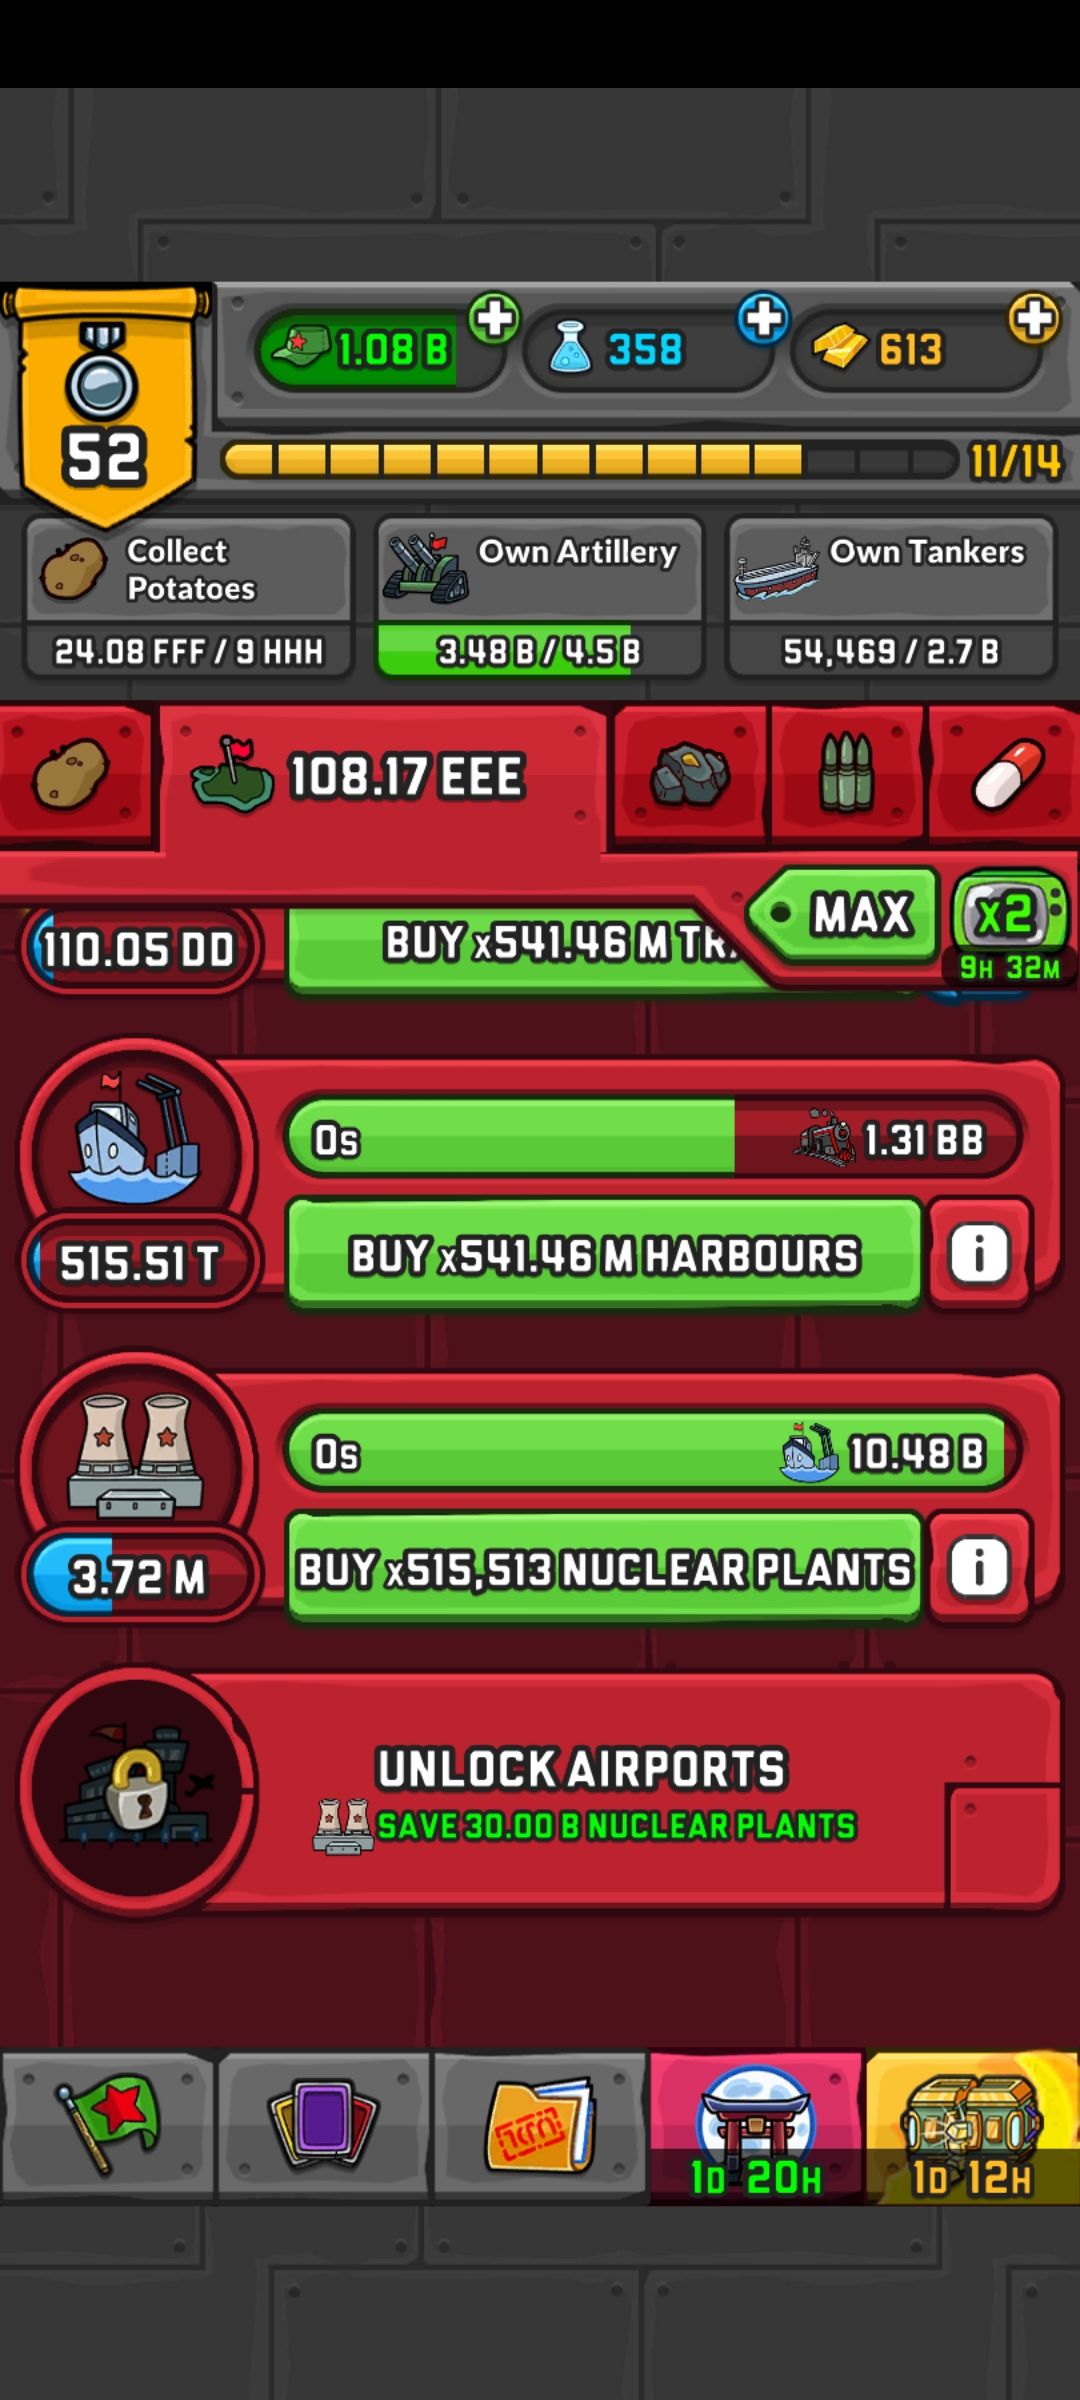 1.08 B
358
613
52
11/14
Collect
Potatoes
Own Artillery
Own Tankers
24.08 FFF / 9 HHH
3.48 B / 4.5 B
54,469 / 2.7 B
108.17 EEE
MAX
x2
9H 32M
110.05 DD
BUY x541.46 M
0s
1.31 BB
515.51 T
BUY x541.46 M HARBOURS
i
0s
10.48 B
3.72 M
BUY x515,513 NUCLEAR PLANTS
i
UNLOCK AIRPORTS
SAVE 30.00 B NUCLEAR PLANTS
1D 20H
1D 12H